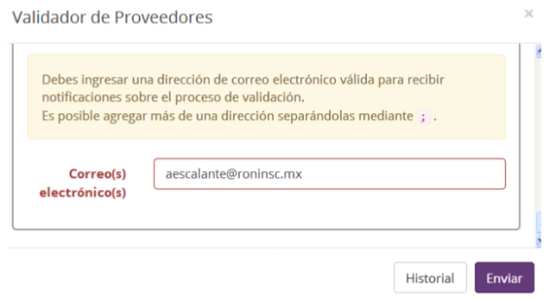 Validador de Proveedores
×
Debes ingresar una dirección de correo electrónico válida para recibir
notificaciones sobre el proceso de validación.
Es posible agregar más de una dirección separándolas mediante ; .
Correo(s)
electrónico(s)
aescalante@roninsc.mx
Historial
Enviar